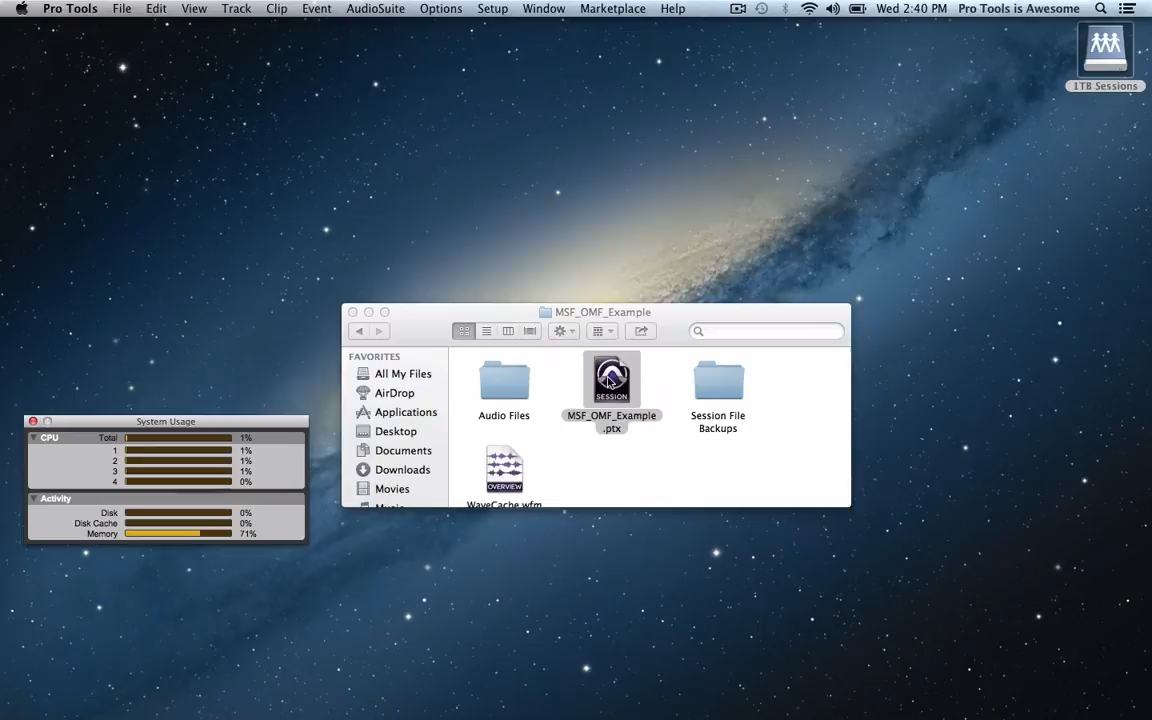 Pro Tools File Edit View Track Clip Event AudioSuite Options Setup Window Marketplace Help Wed 2:40 PM Pro Tools is Awesome
1TB Sessions
MSF_OMF_Example
FAVORITES
All My Files
AirDrop
Applications
Desktop
Documents
Downloads
Movies
Music
Audio Files
SESSION
MSF_OMF_Example
.ptx
Session File
Backups
OVERVIEW
WaveCache.wfm
System Usage
CPU Total 1%
1 1%
2 1%
3 1%
4 0%
Activity
Disk 0%
Disk Cache 0%
Memory 71%